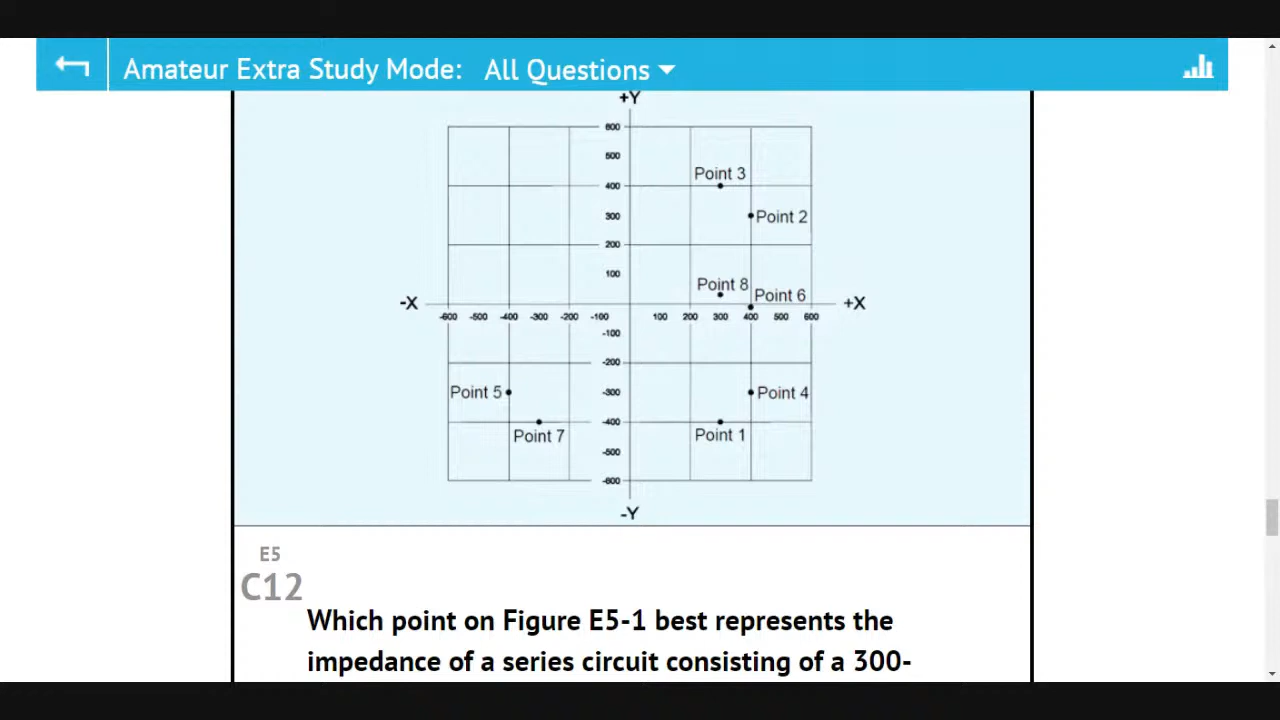 Amateur Extra Study Mode: All Questions
+Y
600
500
Point 3
400
300 Point 2
200
100 Point 8
Point 6
-X +X
-600 -500 -400 -300 -200 -100 100 200 300 400 500 600
-100
-200
Point 5 -300 Point 4
-400
Point 7 Point 1
-500
-600
-Y
E5
C12
Which point on Figure E5-1 best represents the
impedance of a series circuit consisting of a 300-